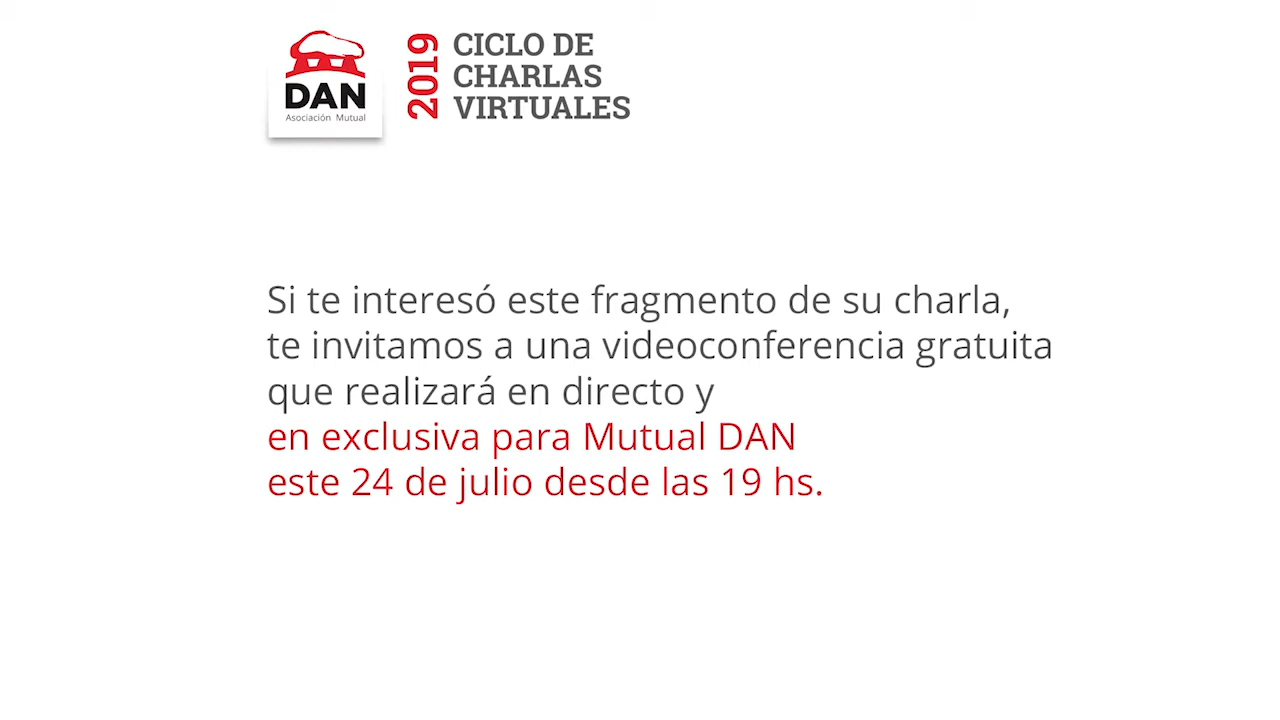 DAN
Asociación Mutual
2019
CICLO DE
CHARLAS
VIRTUALES
Si te interesó este fragmento de su charla,
te invitamos a una videoconferencia gratuita
que realizará en directo y
en exclusiva para Mutual DAN
este 24 de julio desde las 19 hs.